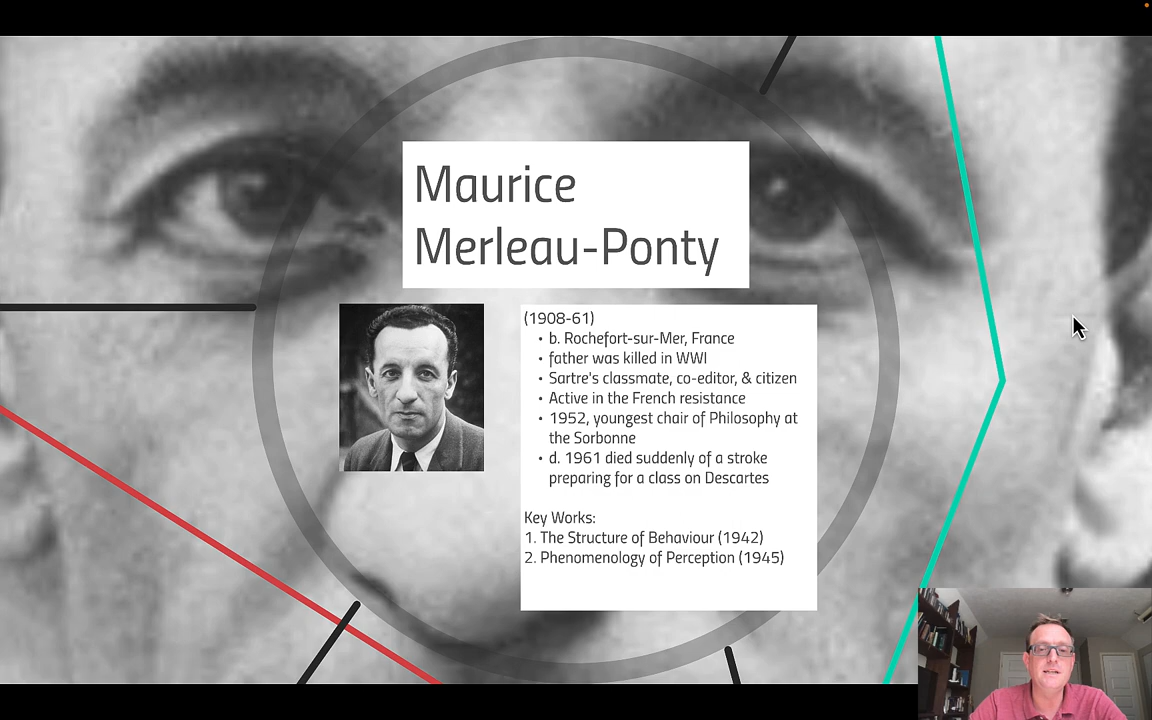 Maurice
Merleau-Ponty
(1908-61)
• b. Rochefort-sur-Mer, France
• father was killed in WWI
• Sartre's classmate, co-editor, & citizen
• Active in the French resistance
• 1952, youngest chair of Philosophy at
the Sorbonne
• d. 1961 died suddenly of a stroke
preparing for a class on Descartes
Key Works:
1. The Structure of Behaviour (1942)
2. Phenomenology of Perception (1945)